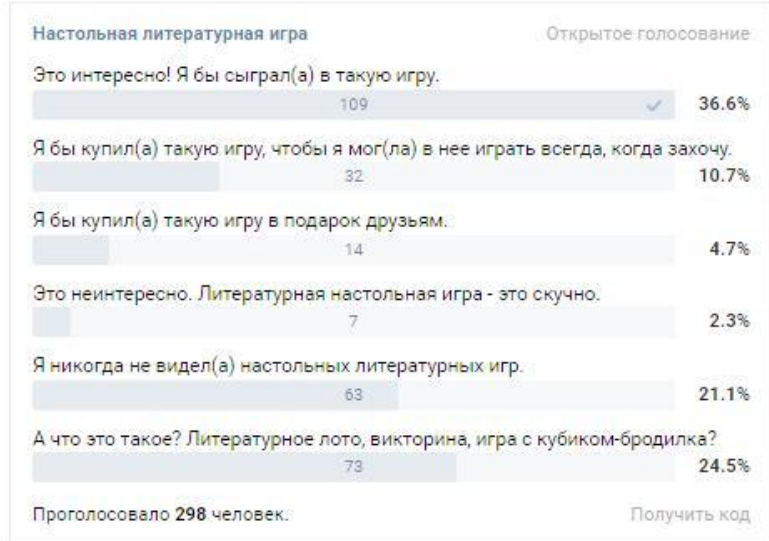 Настольная литературная игра Открытое голосование
Это интересно! Я бы сыграл(а) в такую игру.
109 36.6%
Я бы купил(а) такую игру, чтобы я мог(ла) в нее играть всегда, когда захочу.
32 10.7%
Я бы купил(а) такую игру в подарок друзьям.
14 4.7%
Это неинтересно. Литературная настольная игра - это скучно.
7 2.3%
Я никогда не видел(а) настольных литературных игр.
63 21.1%
А что это такое? Литературное лото, викторина, игра с кубиком-бродилка?
73 24.5%
Проголосовало 298 человек. Получить код